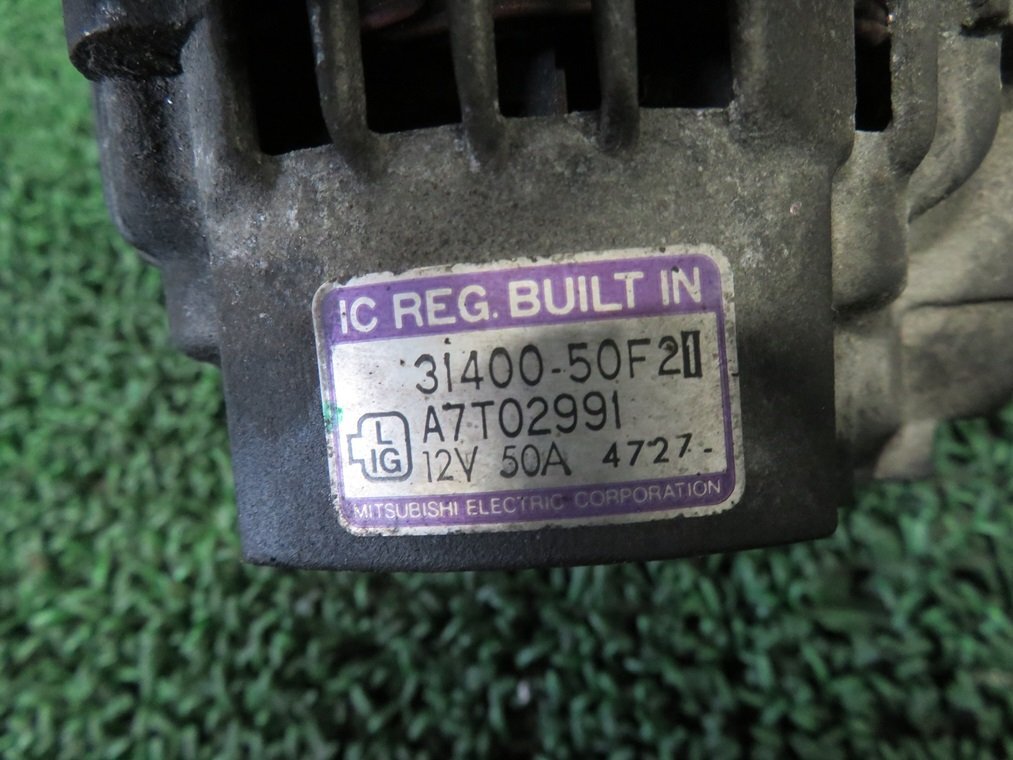 IC REG. BUILT IN
31400-50F21
A7T02991
L
IG
12V 50A 4727-
MITSUBISHI ELECTRIC CORPORATION